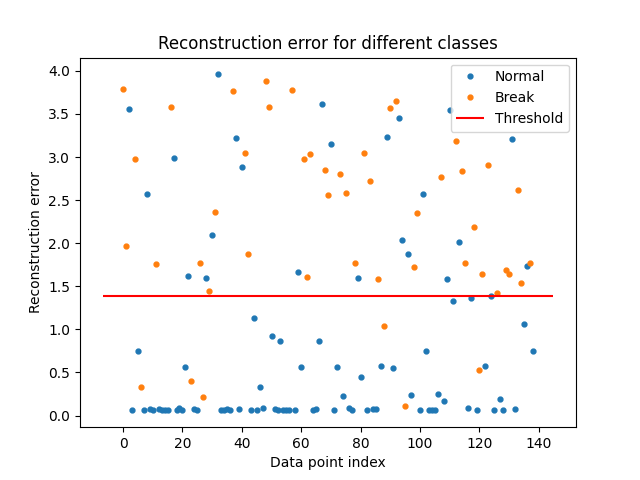 Reconstruction error for different classes
Normal
Break
Threshold
Reconstruction error
4.0
3.5
3.0
2.5
2.0
1.5
1.0
0.5
0.0
0 20 40 60 80 100 120 140
Data point index